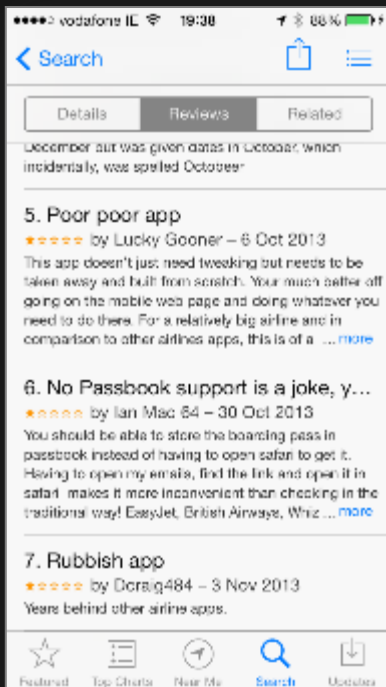 vodafone IE 19:38 88%
Search
Details Reviews Related
December but was given dates in October, which
incidentally, was spelled Octobeer
5. Poor poor app
by Lucky Gooner – 6 Oct 2013
This app doesn't just need tweaking but needs to be
taken away and built from scratch. Your much better off
going on the mobile web page and doing whatever you
need to do there. For a relatively big airline and in
comparison to other airlines apps, this is of a ... more
6. No Passbook support is a joke, y...
by Ian Mac 64 – 30 Oct 2013
You should be able to store the boarding pass in
passbook instead of having to open safari to get it.
Having to open my emails, find the link and open it in
safari makes it more inconvenient than checking in the
traditional way! EasyJet, British Airways, Whiz ... more
7. Rubbish app
by Dcraig484 – 3 Nov 2013
Years behind other airline apps.
Featured Top Charts Near Me Search Updates